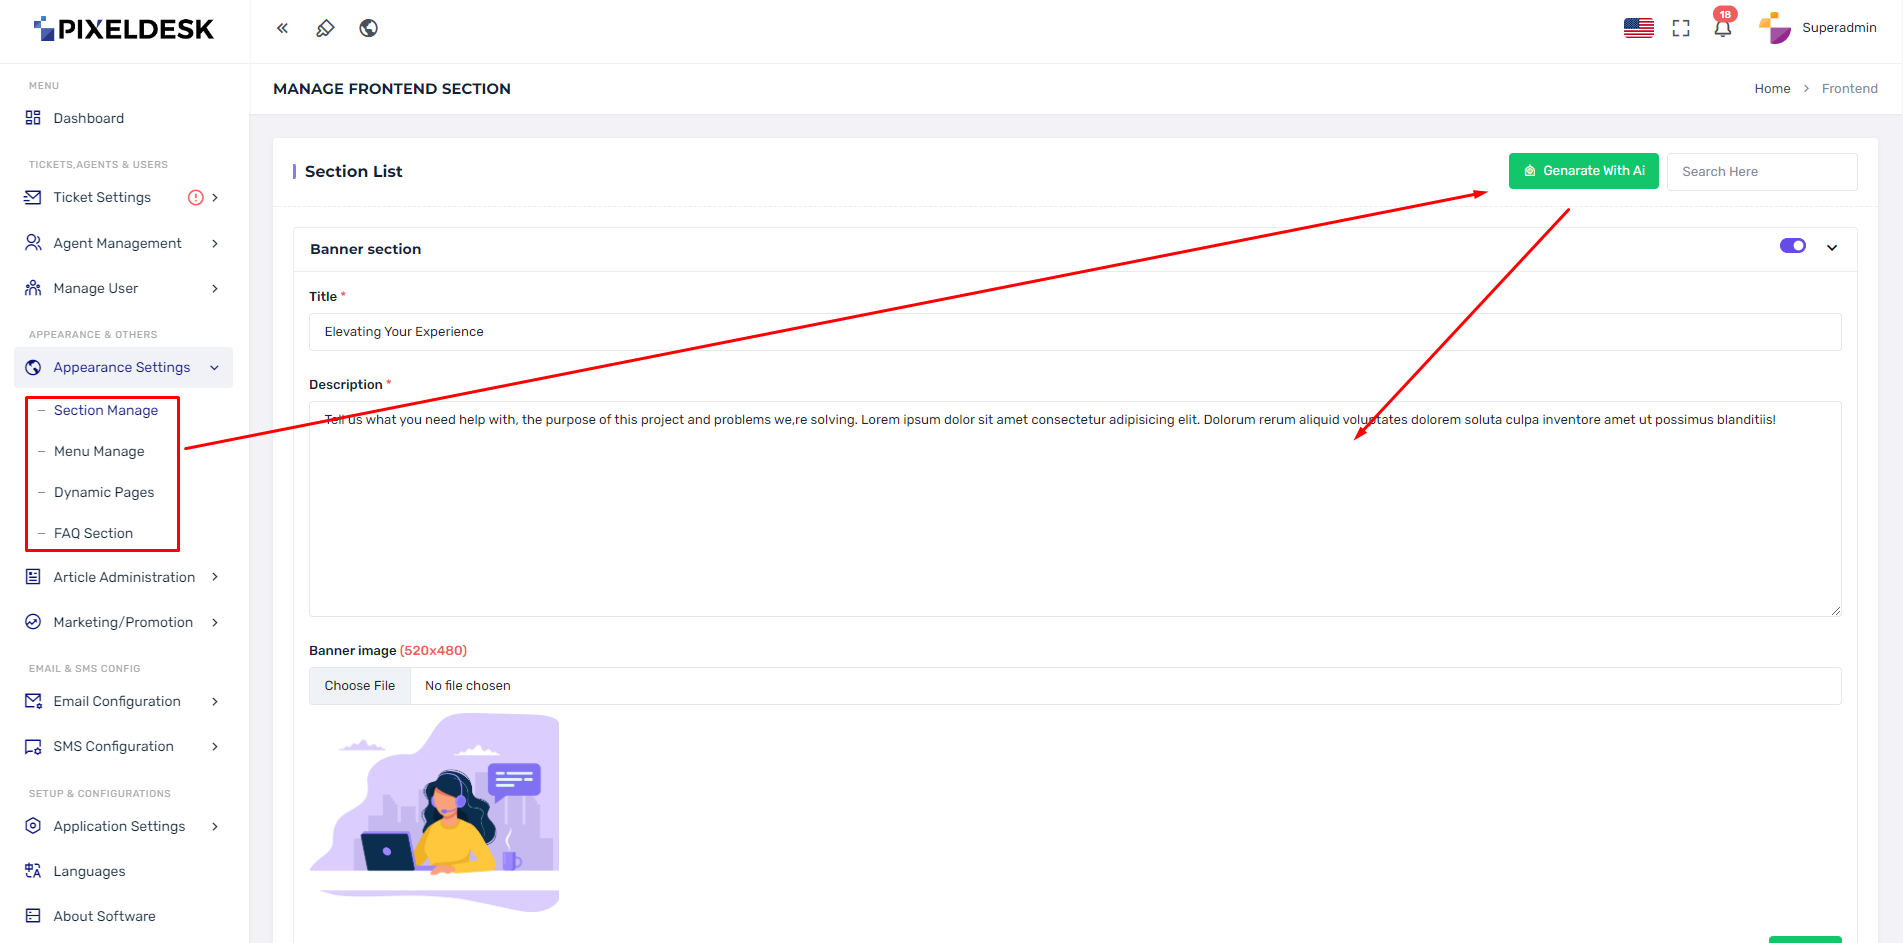 PIXELDESK
18
Superadmin
MENU
Dashboard
TICKETS,AGENTS & USERS
Ticket Settings
Agent Management
Manage User
APPEARANCE & OTHERS
Appearance Settings
Section Manage
Menu Manage
Dynamic Pages
FAQ Section
Article Administration
Marketing/Promotion
EMAIL & SMS CONFIG
Email Configuration
SMS Configuration
SETUP & CONFIGURATIONS
Application Settings
Languages
About Software
MANAGE FRONTEND SECTION
Home > Frontend
Section List
Genarate With Ai
Search Here
Banner section
Title *
Elevating Your Experience
Description *
Tell us what you need help with, the purpose of this project and problems we,re solving. Lorem ipsum dolor sit amet consectetur adipisicing elit. Dolorum rerum aliquid voluptates dolorem soluta culpa inventore amet ut possimus blanditiis!
Banner image (520x480)
Choose File No file chosen